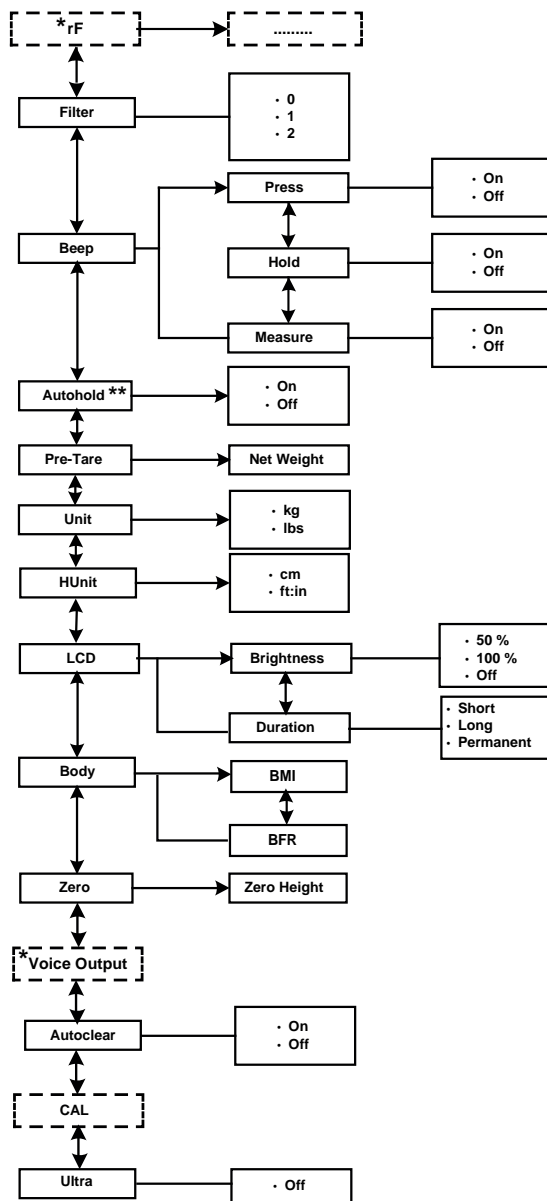 *rF
.........
Filter
• 0
• 1
• 2
Beep
Press
• On
• Off
Hold
• On
• Off
Measure
• On
• Off
Autohold **
• On
• Off
Pre-Tare
Net Weight
Unit
• kg
• lbs
HUnit
• cm
• ft:in
LCD
Brightness
• 50 %
• 100 %
• Off
Duration
• Short
• Long
• Permanent
Body
BMI
BFR
Zero
Zero Height
*Voice Output
Autoclear
• On
• Off
CAL
Ultra
• Off